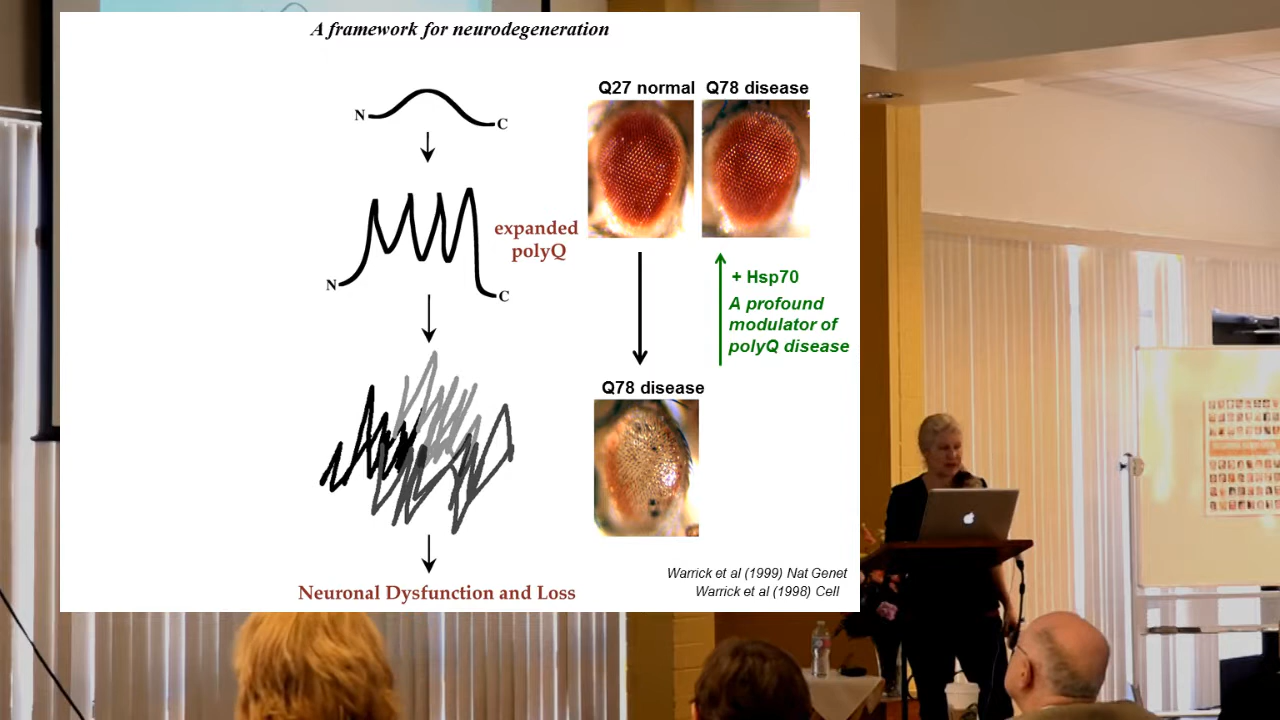 A framework for neurodegeneration
N
C
expanded
polyQ
N
C
Neuronal Dysfunction and Loss
Q27 normal
Q78 disease
+ Hsp70
A profound
modulator of
polyQ disease
Q78 disease
Warrick et al (1999) Nat Genet
Warrick et al (1998) Cell